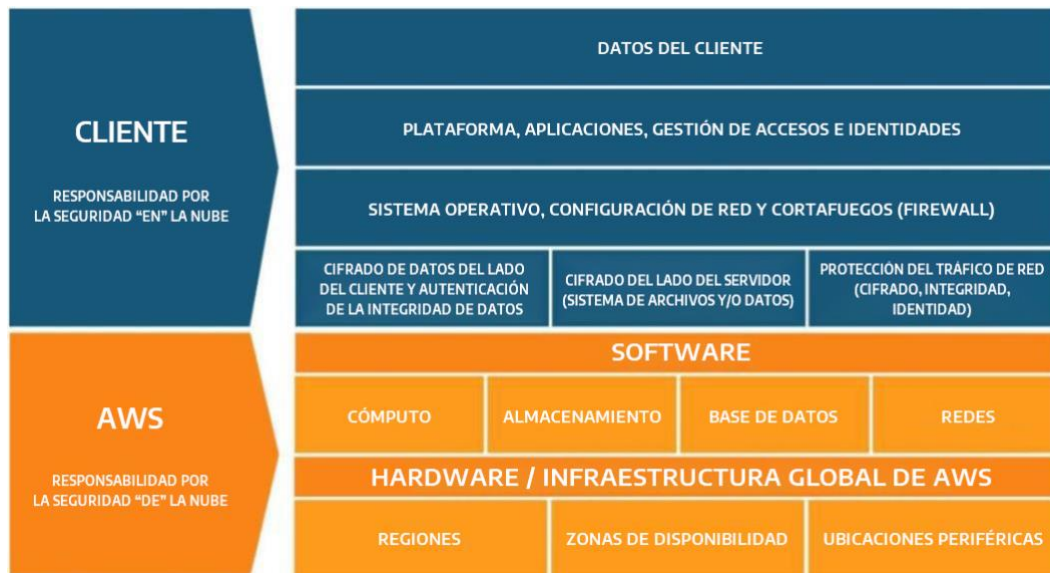 CLIENTE
RESPONSABILIDAD POR
LA SEGURIDAD “EN” LA NUBE
DATOS DEL CLIENTE
PLATAFORMA, APLICACIONES, GESTIÓN DE ACCESOS E IDENTIDADES
SISTEMA OPERATIVO, CONFIGURACIÓN DE RED Y CORTAFUEGOS (FIREWALL)
CIFRADO DE DATOS DEL LADO
DEL CLIENTE Y AUTENTICACIÓN
DE LA INTEGRIDAD DE DATOS
CIFRADO DEL LADO DEL SERVIDOR
(SISTEMA DE ARCHIVOS Y/O DATOS)
PROTECCIÓN DEL TRÁFICO DE RED
(CIFRADO, INTEGRIDAD,
IDENTIDAD)
AWS
RESPONSABILIDAD POR
LA SEGURIDAD “DE” LA NUBE
SOFTWARE
CÓMPUTO
ALMACENAMIENTO
BASE DE DATOS
REDES
HARDWARE / INFRAESTRUCTURA GLOBAL DE AWS
REGIONES
ZONAS DE DISPONIBILIDAD
UBICACIONES PERIFÉRICAS